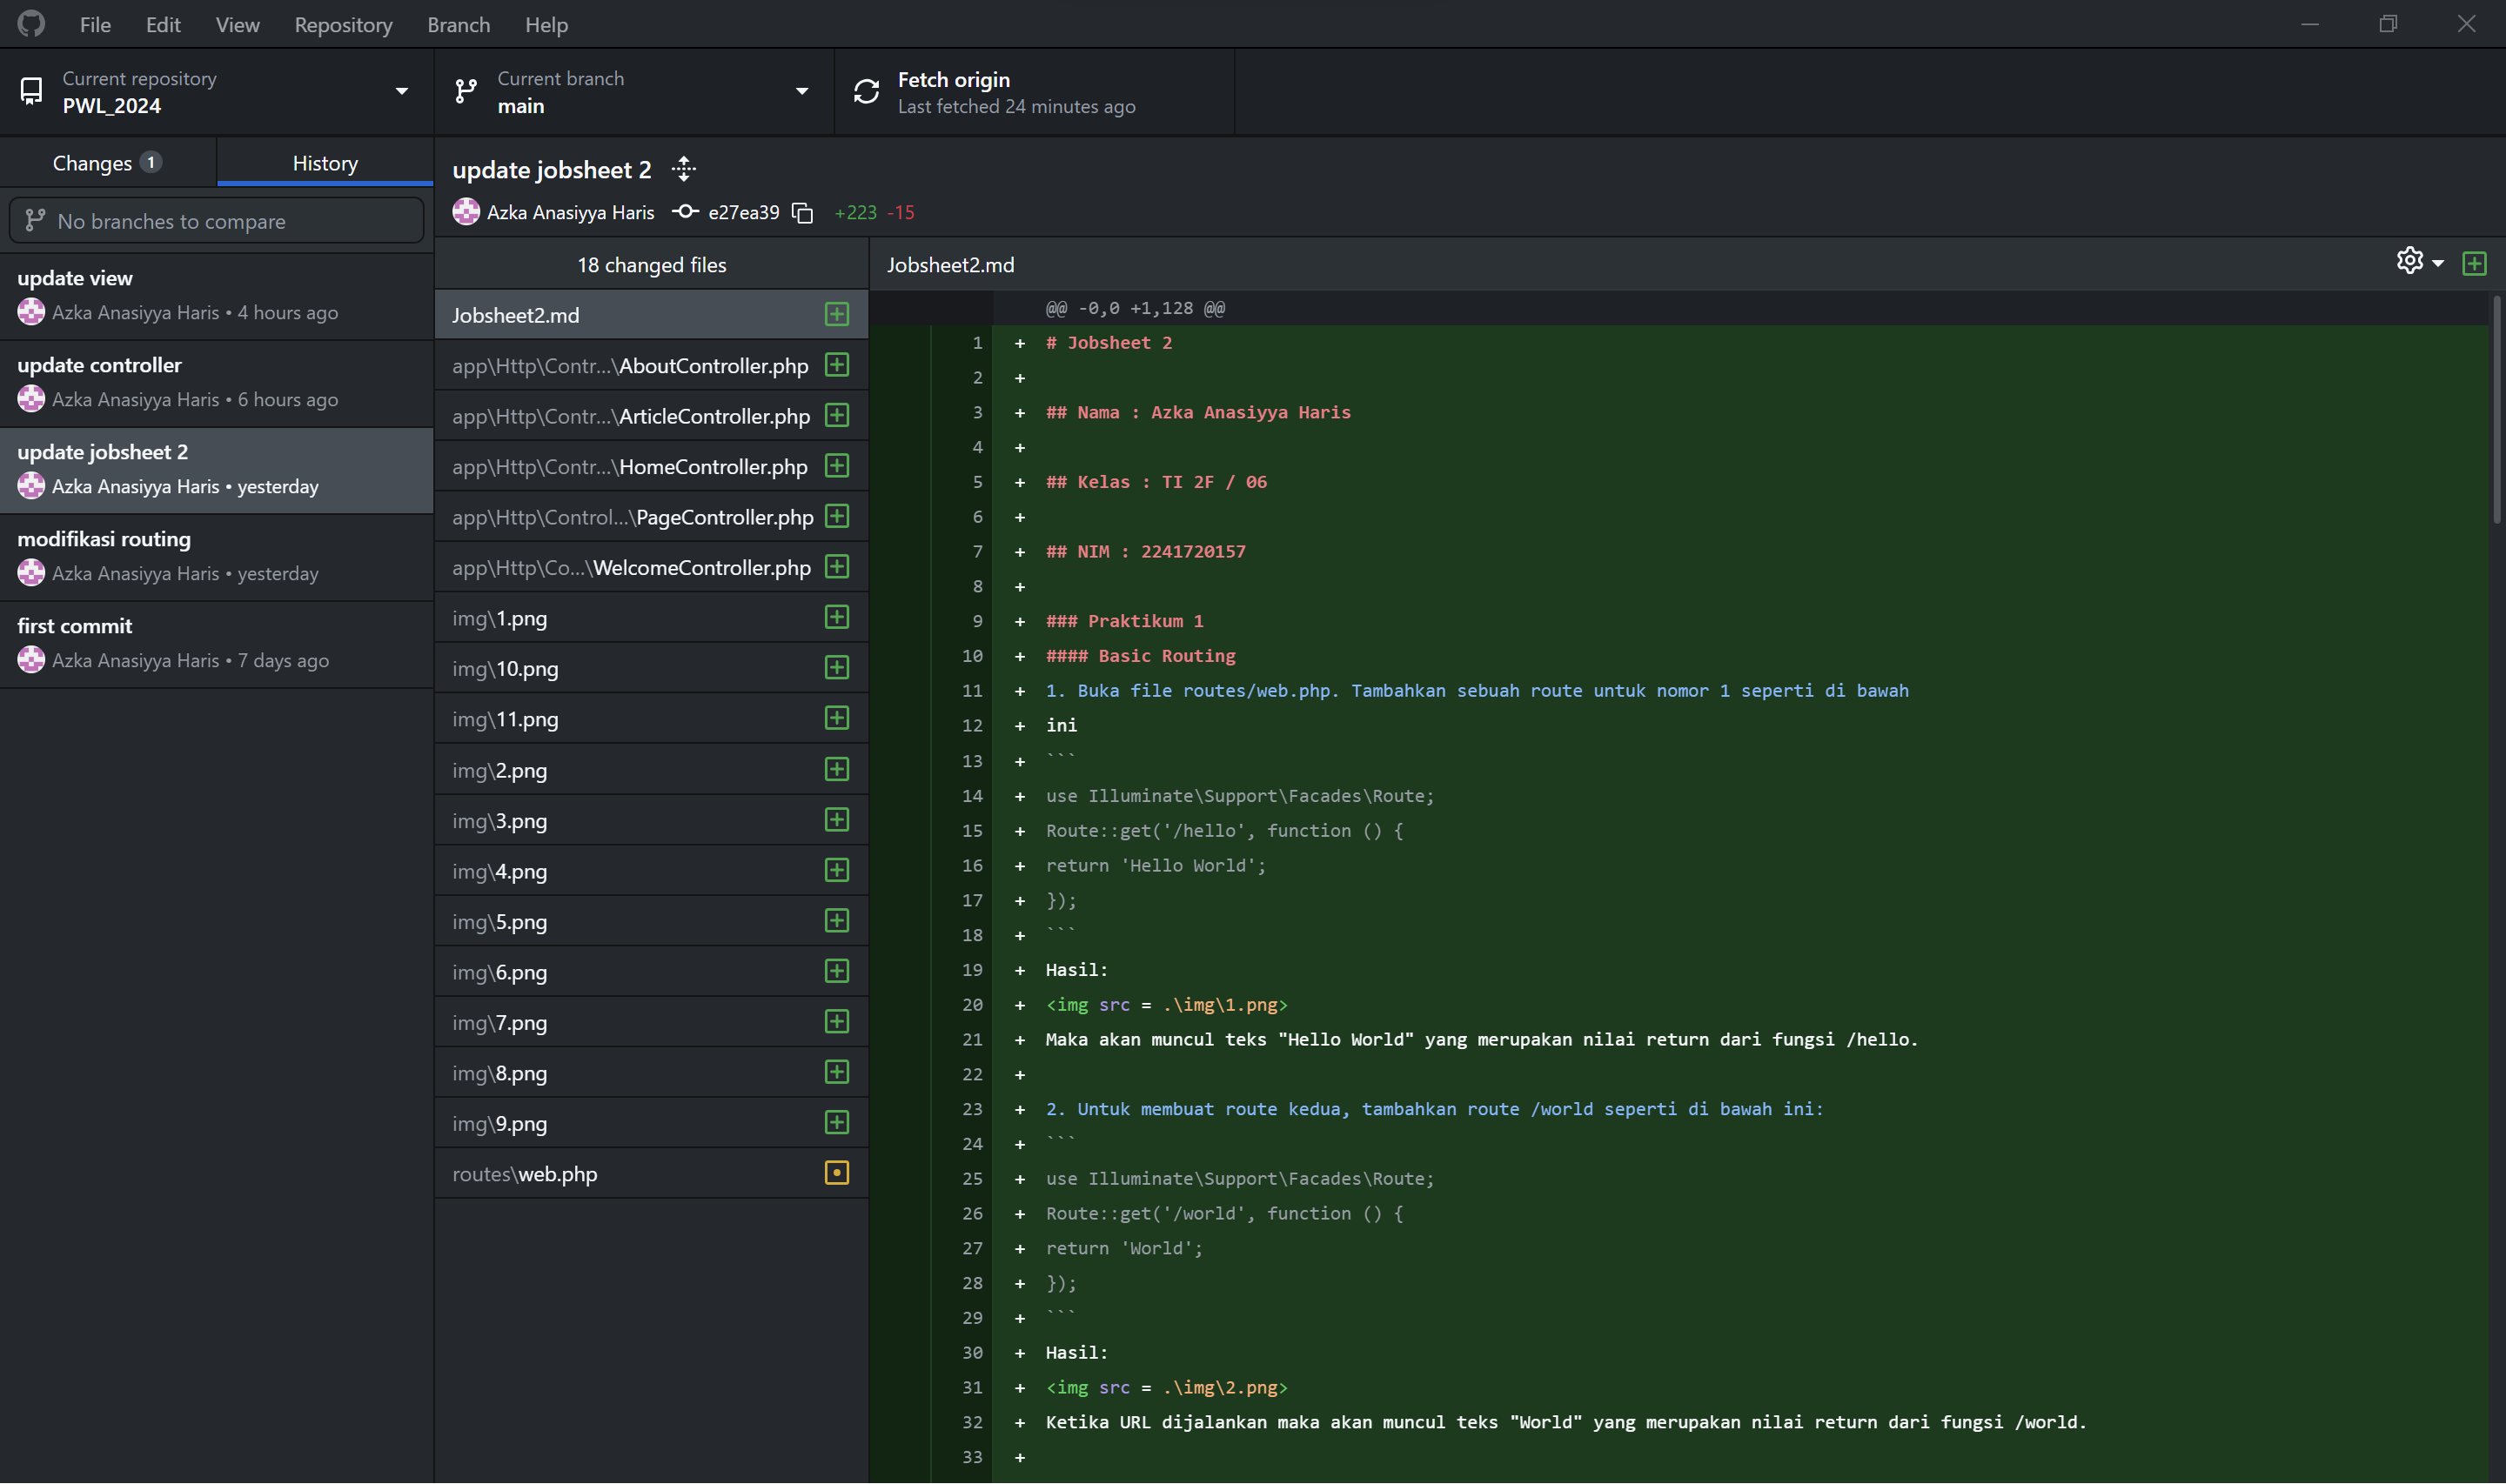 File Edit View Repository Branch Help
Current repository
PWL_2024
Current branch
main
Fetch origin
Last fetched 24 minutes ago
Changes 1
History
No branches to compare
update view
Azka Anasiyya Haris • 4 hours ago
update controller
Azka Anasiyya Haris • 6 hours ago
update jobsheet 2
Azka Anasiyya Haris • yesterday
modifikasi routing
Azka Anasiyya Haris • yesterday
first commit
Azka Anasiyya Haris • 7 days ago
update jobsheet 2
Azka Anasiyya Haris e27ea39 +223 -15
18 changed files
Jobsheet2.md
app\Http\Contr...\AboutController.php
app\Http\Contr...\ArticleController.php
app\Http\Contr...\HomeController.php
app\Http\Control...\PageController.php
app\Http\Co...\WelcomeController.php
img\1.png
img\10.png
img\11.png
img\2.png
img\3.png
img\4.png
img\5.png
img\6.png
img\7.png
img\8.png
img\9.png
routes\web.php
Jobsheet2.md
@@ -0,0 +1,128 @@
1 + # Jobsheet 2
2 +
3 + ## Nama : Azka Anasiyya Haris
4 +
5 + ## Kelas : TI 2F / 06
6 +
7 + ## NIM : 2241720157
8 +
9 + ### Praktikum 1
10 + #### Basic Routing
11 + 1. Buka file routes/web.php. Tambahkan sebuah route untuk nomor 1 seperti di bawah
12 + ini
13 + ```
14 + use Illuminate\Support\Facades\Route;
15 + Route::get('/hello', function () {
16 + return 'Hello World';
17 + });
18 + ```
19 + Hasil:
20 + <img src = .\img\1.png>
21 + Maka akan muncul teks "Hello World" yang merupakan nilai return dari fungsi /hello.
22 +
23 + 2. Untuk membuat route kedua, tambahkan route /world seperti di bawah ini:
24 + ```
25 + use Illuminate\Support\Facades\Route;
26 + Route::get('/world', function () {
27 + return 'World';
28 + });
29 + ```
30 + Hasil:
31 + <img src = .\img\2.png>
32 + Ketika URL dijalankan maka akan muncul teks "World" yang merupakan nilai return dari fungsi /world.
33 +